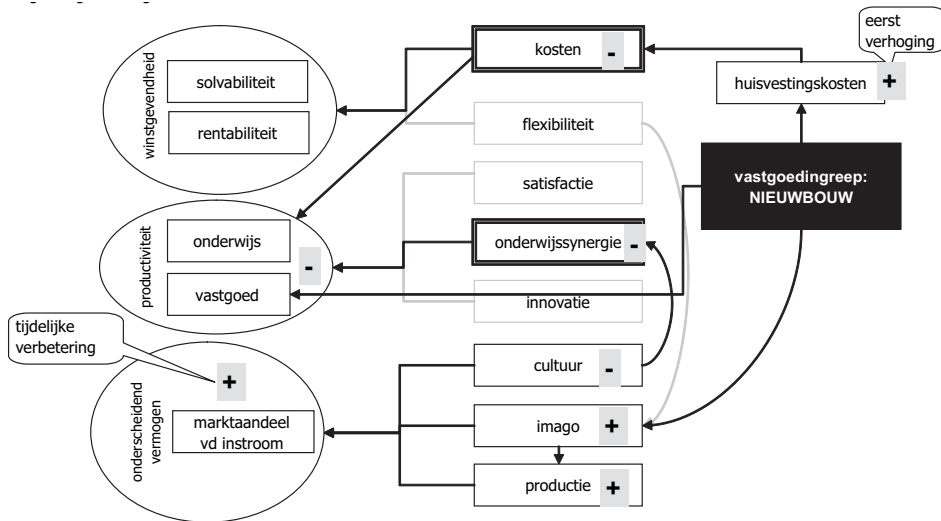 eerst
verhoging
kosten -
huisvestingskosten +
winstgevendheid
solvabiliteit
rentabiliteit
flexibiliteit
vastgoedingreep:
NIEUWBOUW
satisfactie
productiviteit
onderwijs
-
onderwijssynergie -
vastgoed
innovatie
tijdelijke
verbetering
+
cultuur -
onderscheidend
vermogen
marktaandeel
vd instroom
imago +
productie +